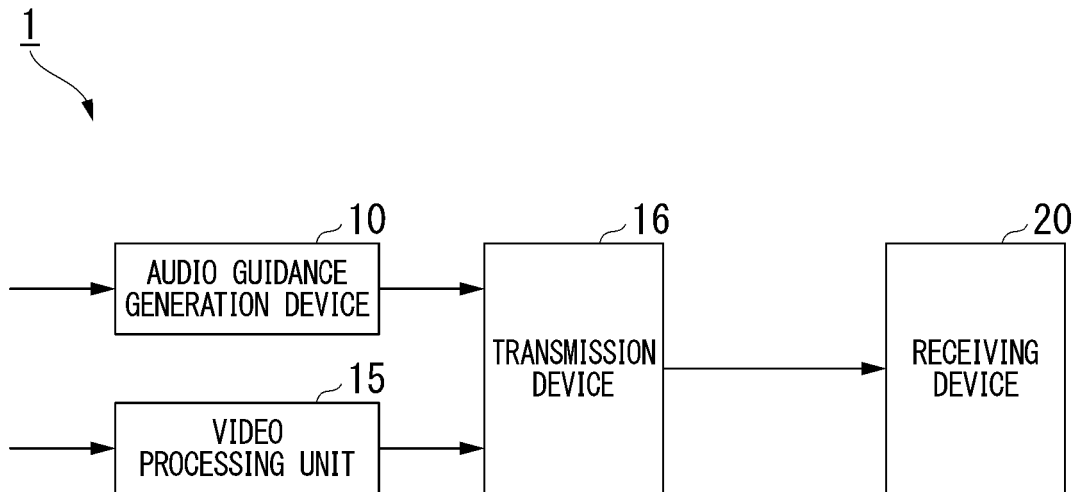 1
10
16
20
AUDIO GUIDANCE
GENERATION DEVICE
TRANSMISSION
DEVICE
RECEIVING
DEVICE
15
VIDEO
PROCESSING UNIT